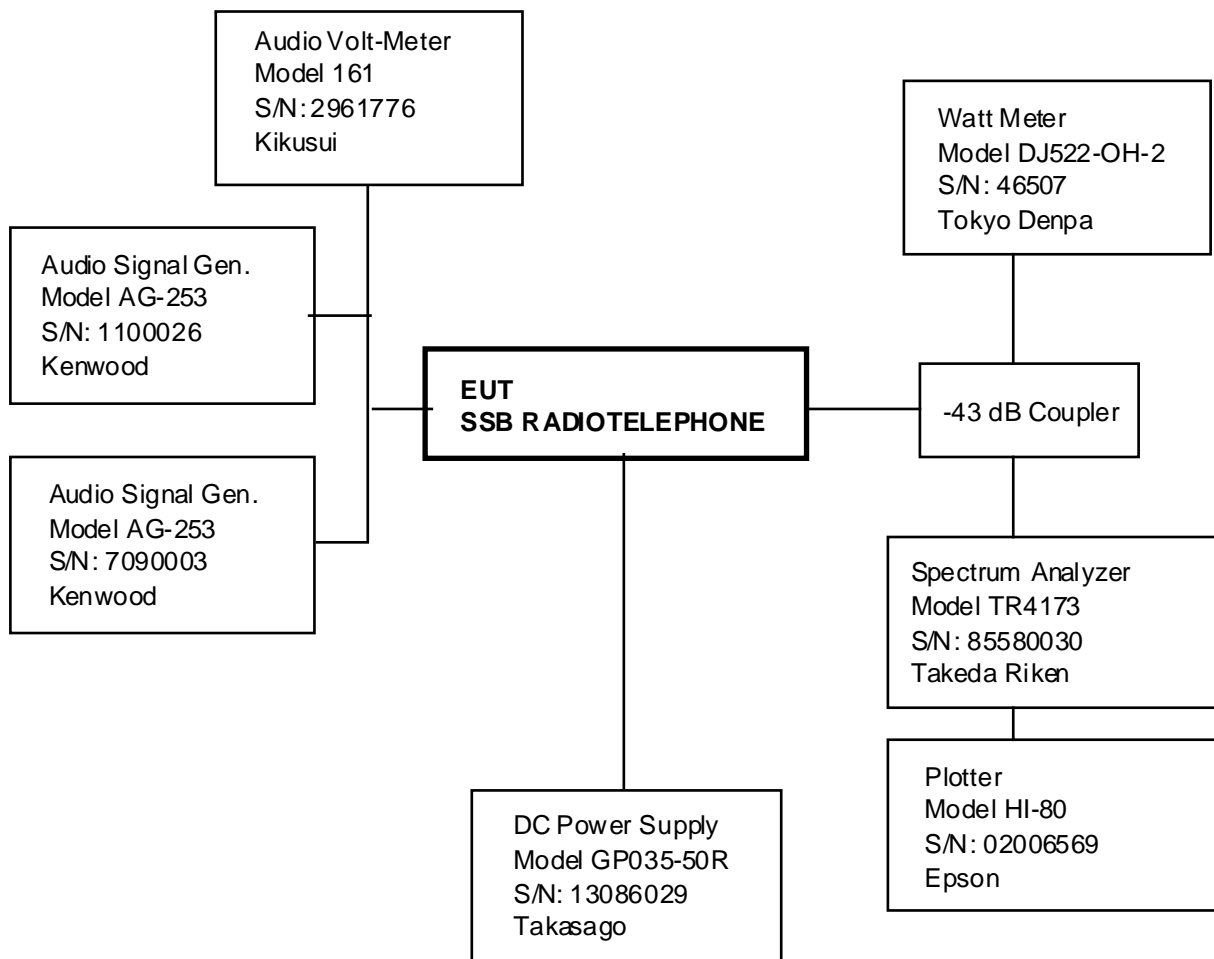 Audio Volt-Meter
Model 161
S/N: 2961776
Kikusui
Watt Meter
Model DJ522-OH-2
S/N: 46507
Tokyo Denpa
Audio Signal Gen.
Model AG-253
S/N: 1100026
Kenwood
EUT
SSB RADIOTELEPHONE
-43 dB Coupler
Audio Signal Gen.
Model AG-253
S/N: 7090003
Kenwood
Spectrum Analyzer
Model TR4173
S/N: 85580030
Takeda Riken
DC Power Supply
Model GP035-50R
S/N: 13086029
Takasago
Plotter
Model HI-80
S/N: 02006569
Epson